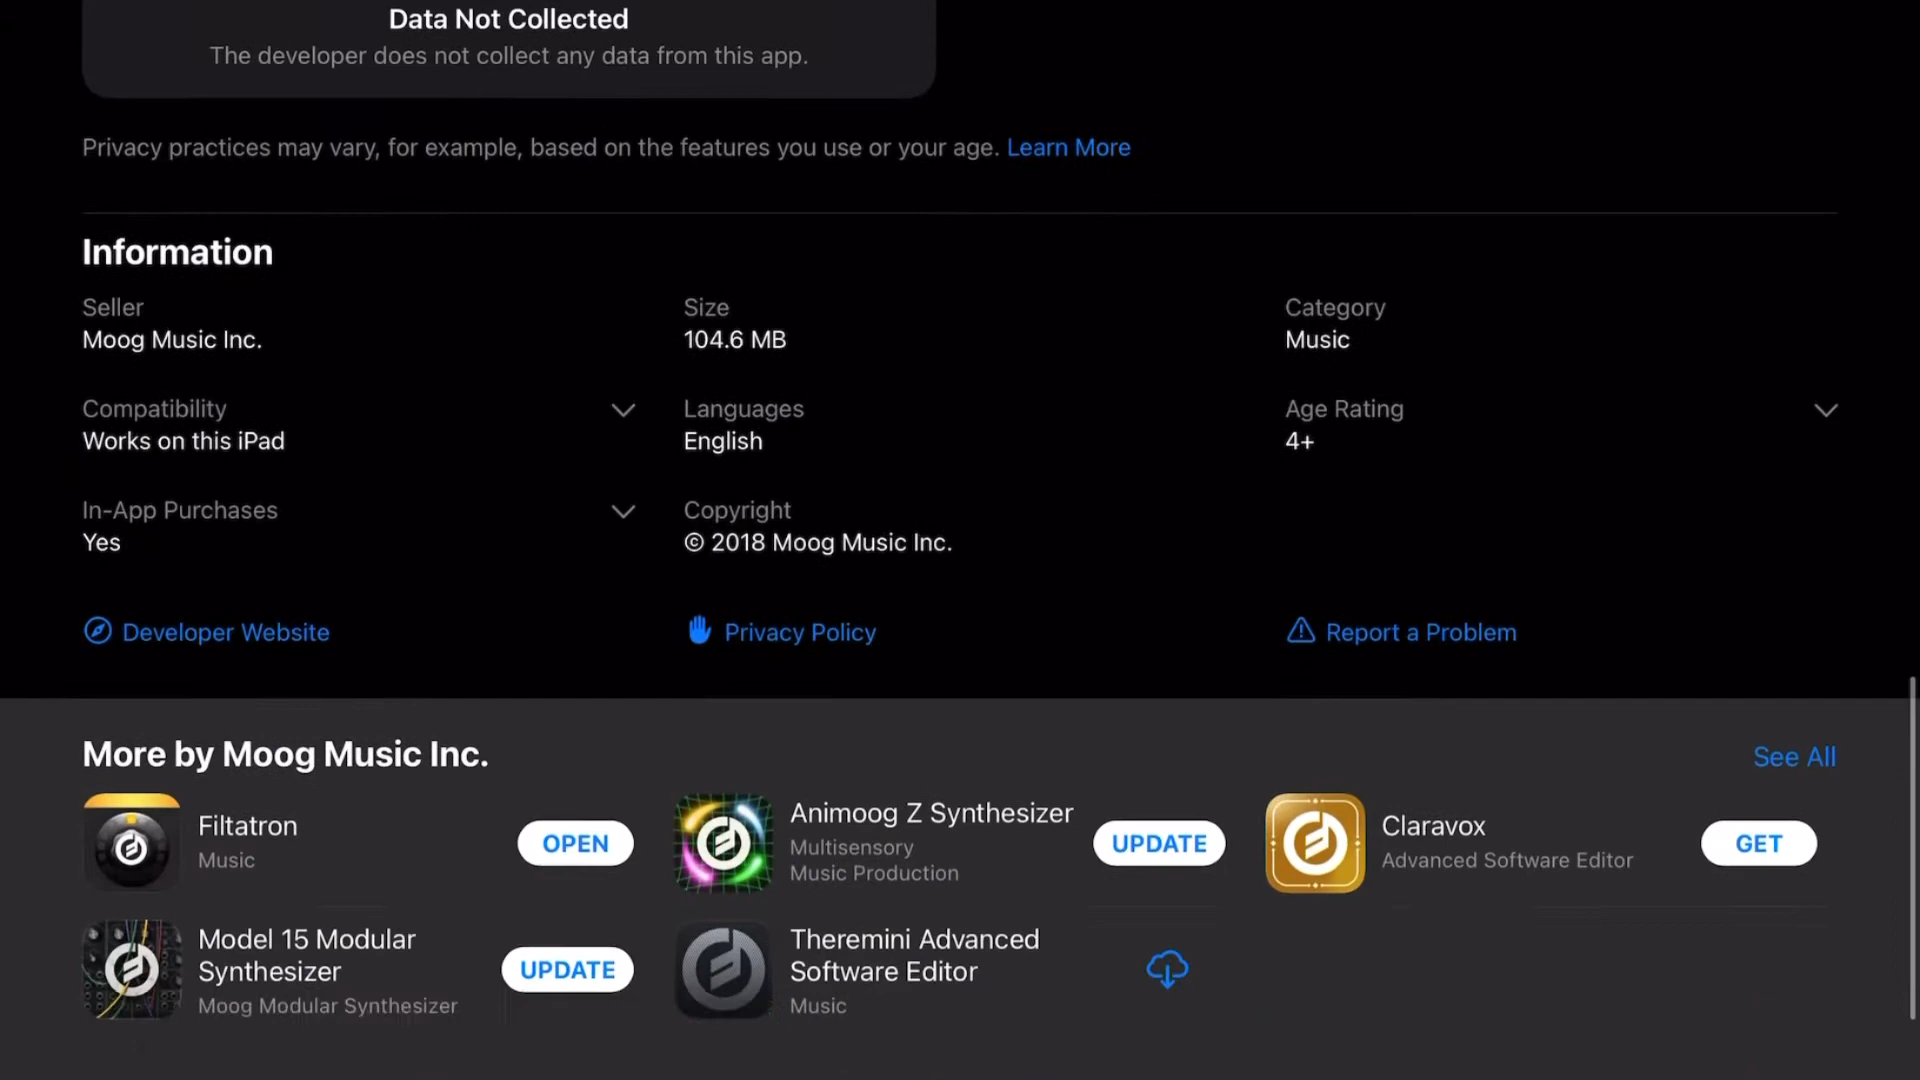 Data Not Collected
The developer does not collect any data from this app.
Privacy practices may vary, for example, based on the features you use or your age. Learn More
Information
Seller
Moog Music Inc.
Size
104.6 MB
Category
Music
Compatibility
Works on this iPad
Languages
English
Age Rating
4+
In-App Purchases
Yes
Copyright
© 2018 Moog Music Inc.
Developer Website
Privacy Policy
Report a Problem
More by Moog Music Inc.
See All
Filtatron
Music
OPEN
Animoog Z Synthesizer
Multisensory
Music Production
UPDATE
Claravox
Advanced Software Editor
GET
Model 15 Modular
Synthesizer
Moog Modular Synthesizer
UPDATE
Theremini Advanced
Software Editor
Music